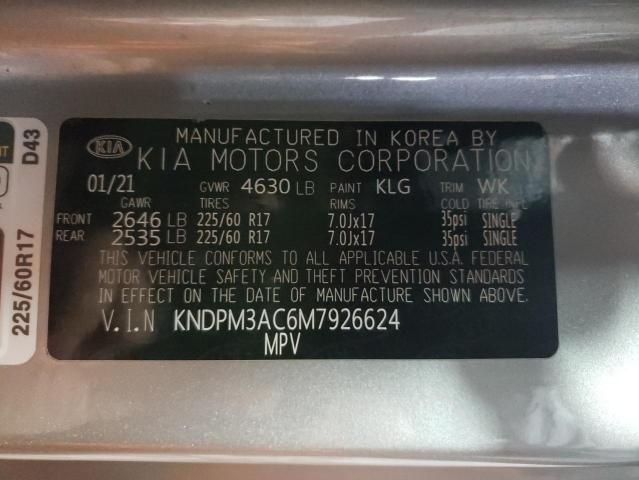 KIA
MANUFACTURED IN KOREA BY
KIA MOTORS CORPORATION
01/21 GVWR 4630 LB PAINT KLG TRIM WK
GAWR TIRES RIMS COLD TIRE INFL
FRONT 2646 LB 225/60 R17 7.0Jx17 35psi SINGLE
REAR 2535 LB 225/60 R17 7.0Jx17 35psi SINGLE
THIS VEHICLE CONFORMS TO ALL APPLICABLE U.S.A. FEDERAL
MOTOR VEHICLE SAFETY AND THEFT PREVENTION STANDARDS
IN EFFECT ON THE DATE OF MANUFACTURE SHOWN ABOVE.
V.I.N KNDPM3AC6M7926624
MPV
D43
225/60R17